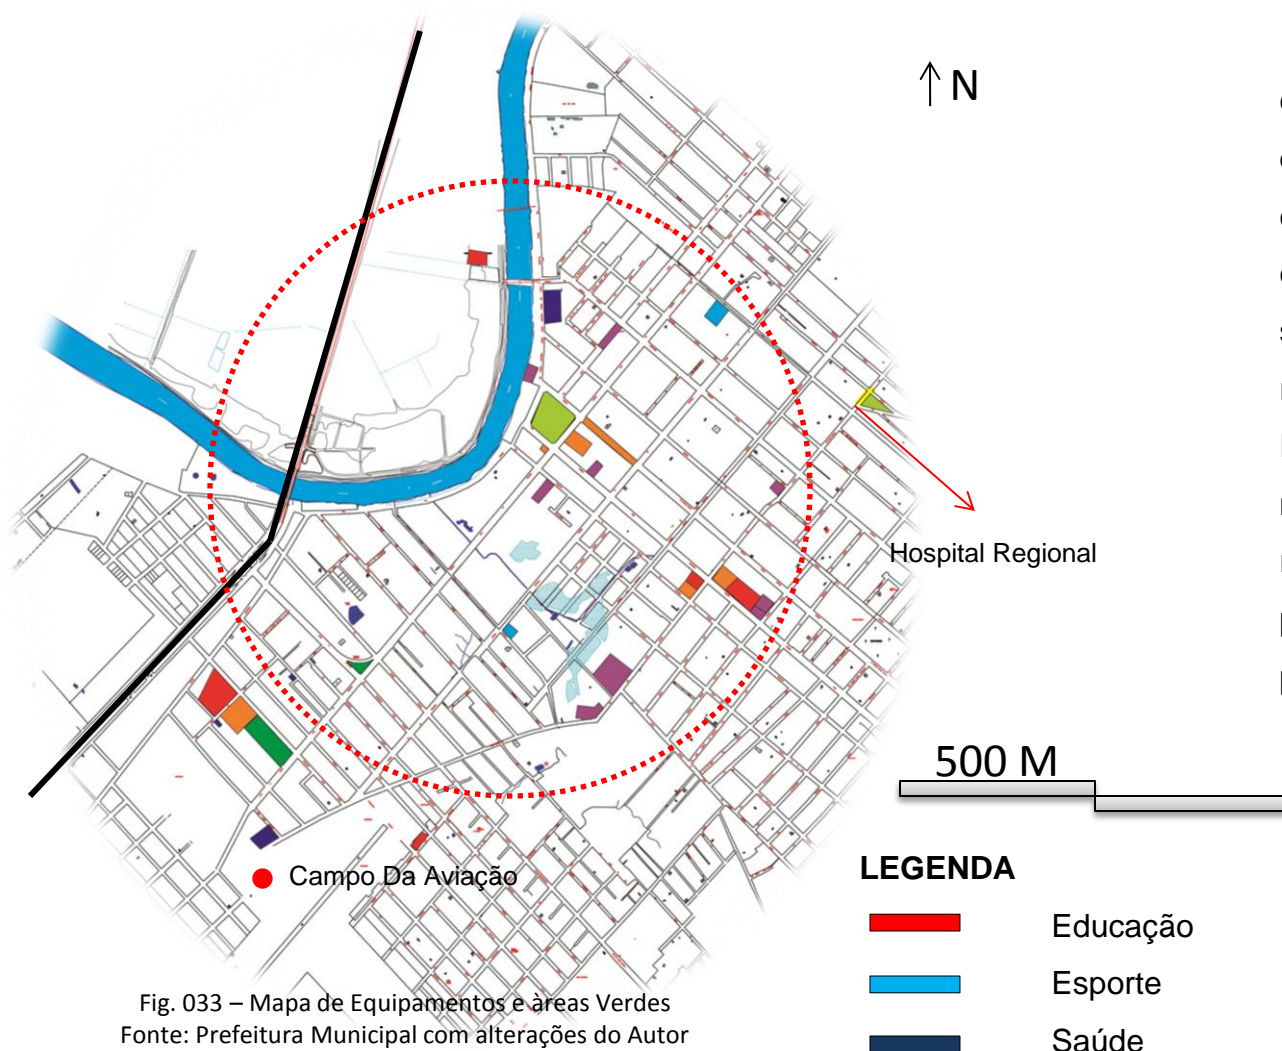 N
Hospital Regional
500 M
Campo Da Aviação
LEGENDA
Educação
Esporte
Saúde
Fig. 033 – Mapa de Equipamentos e àreas Verdes
Fonte: Prefeitura Municipal com alterações do Autor